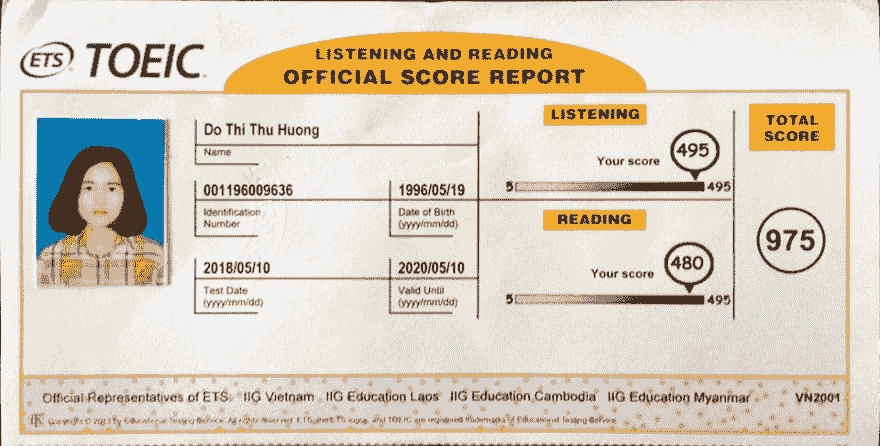 ETS TOEIC
LISTENING AND READING
OFFICIAL SCORE REPORT
Do Thi Thu Huong
Name
001196009636
Identification
Number
1996/05/19
Date of Birth
(yyyy/mm/dd)
2018/05/10
Test Date
(yyyy/mm/dd)
2020/05/10
Valid Until
(yyyy/mm/dd)
LISTENING
Your score 495
5 495
READING
Your score 480
5 495
TOTAL
SCORE
975
Official Representatives of ETS: IIG Vietnam IIG Education Laos IIG Education Cambodia IIG Education Myanmar VN2001
Copyright © by Educational Testing Service. All rights reserved. ETS, the ETS logo, and TOEIC are registered trademarks of Educational Testing Service.